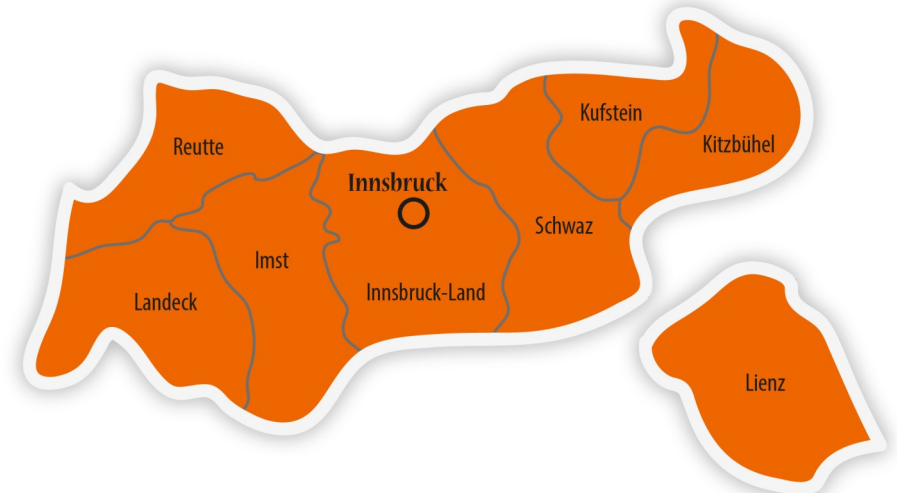 Kufstein
Reutte
Kitzbühel
Innsbruck
Schwaz
Imst
Innsbruck-Land
Landeck
Lienz